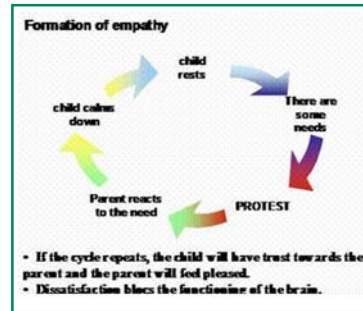 Formation of empathy
child
rests
There are
some
needs
PROTEST
Parent reacts
to the need
child calms
down
• If the cycle repeats, the child will have trust towards the
parent and the parent will feel pleased.
• Dissatisfaction blocs the functioning of the brain.